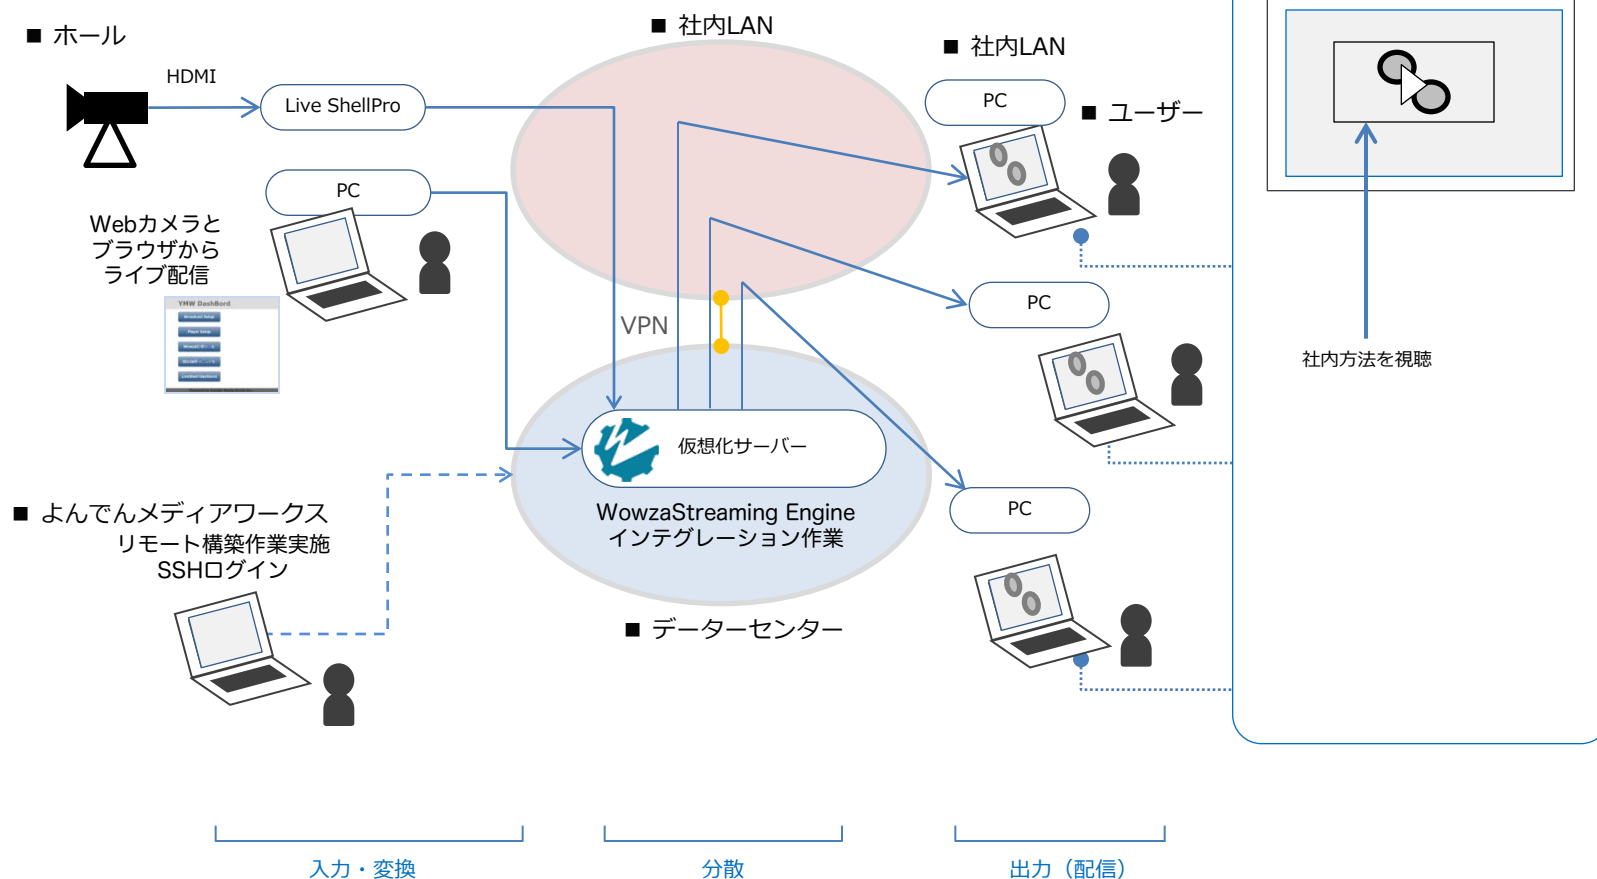 ■ ホール
■ 社内LAN
■ 社内LAN
HDMI
Live ShellPro
PC
■ ユーザー
PC
Webカメラと
ブラウザから
ライブ配信
YMW DashBord
PC
VPN
社内方法を視聴
仮想化サーバー
WowzaStreaming Engine
インテグレーション作業
PC
■ よんでんメディアワークス
リモート構築作業実施
SSHログイン
■ データーセンター
入力・変換
分散
出力（配信）